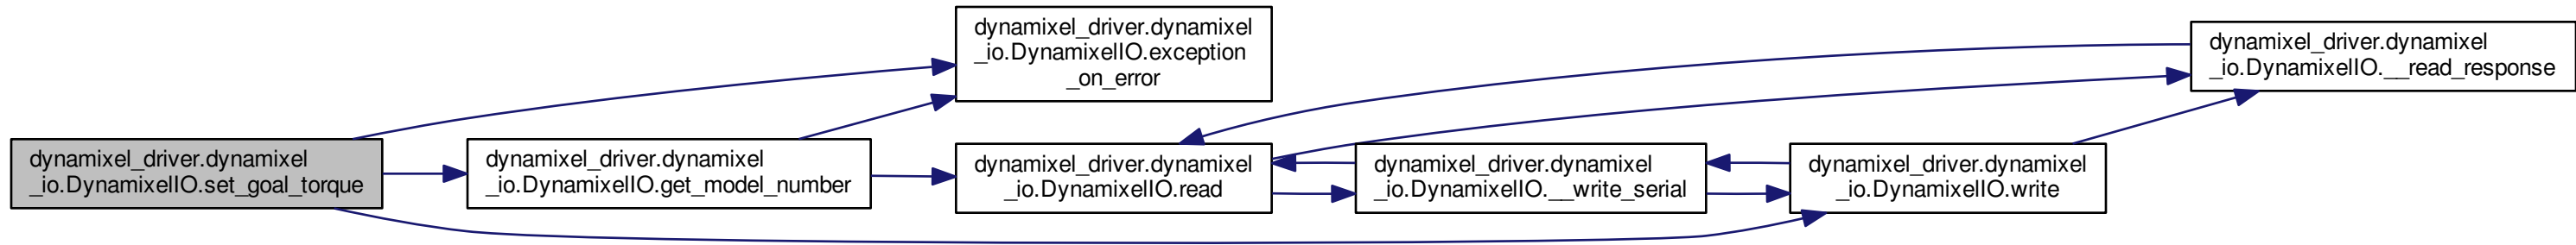 dynamixel_driver.dynamixel
_io.DynamixelIO.set_goal_torque
dynamixel_driver.dynamixel
_io.DynamixelIO.get_model_number
dynamixel_driver.dynamixel
_io.DynamixelIO.exception
_on_error
dynamixel_driver.dynamixel
_io.DynamixelIO.read
dynamixel_driver.dynamixel
_io.DynamixelIO.__write_serial
dynamixel_driver.dynamixel
_io.DynamixelIO.write
dynamixel_driver.dynamixel
_io.DynamixelIO.__read_response